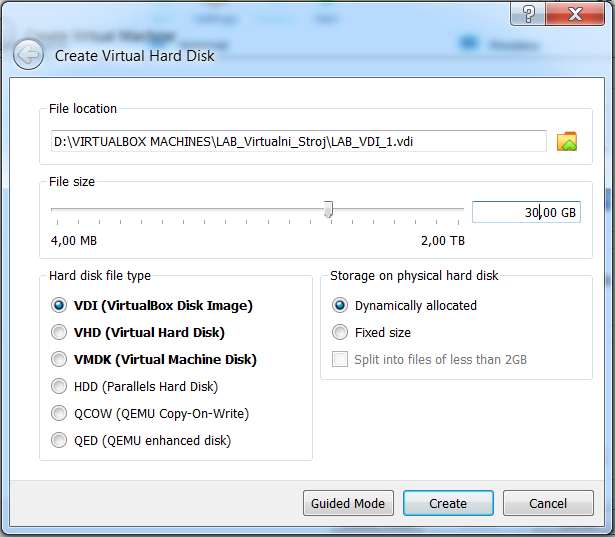 Create Virtual Machine
Create Virtual Hard Disk
File location
D:\VIRTUALBOX MACHINES\LAB_Virtualni_Stroj\LAB_VDI_1.vdi
File size
30,00 GB
4,00 MB 2,00 TB
Hard disk file type
VDI (VirtualBox Disk Image)
VHD (Virtual Hard Disk)
VMDK (Virtual Machine Disk)
HDD (Parallels Hard Disk)
QCOW (QEMU Copy-On-Write)
QED (QEMU enhanced disk)
Storage on physical hard disk
Dynamically allocated
Fixed size
Split into files of less than 2GB
Guided Mode Create Cancel